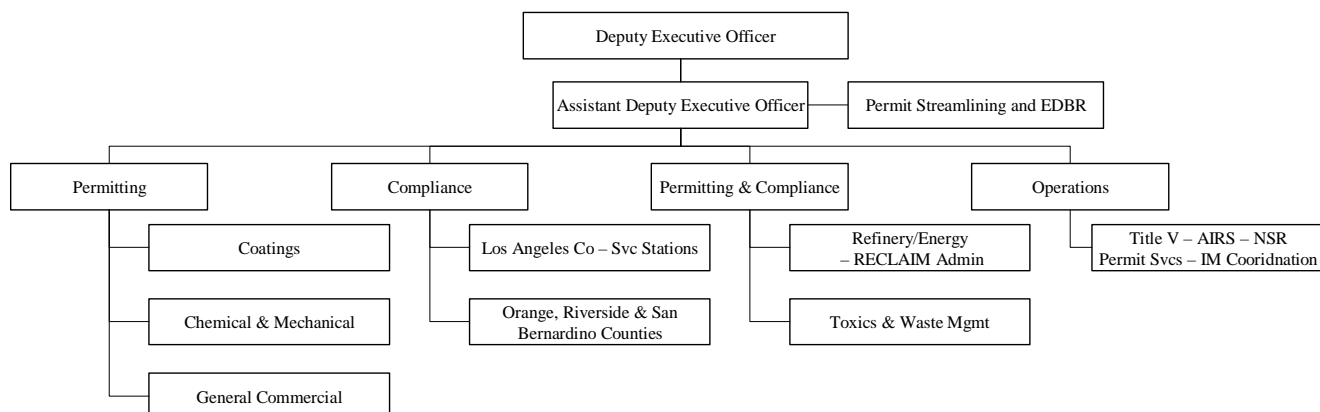 Deputy Executive Officer
Assistant Deputy Executive Officer
Permit Streamlining and EDBR
Permitting
Compliance
Permitting & Compliance
Operations
Coatings
Los Angeles Co – Svc Stations
Refinery/Energy
– RECLAIM Admin
Title V – AIRS – NSR
Permit Svcs – IM Cooridnation
Chemical & Mechanical
Orange, Riverside & San
Bernardino Counties
Toxics & Waste Mgmt
General Commercial